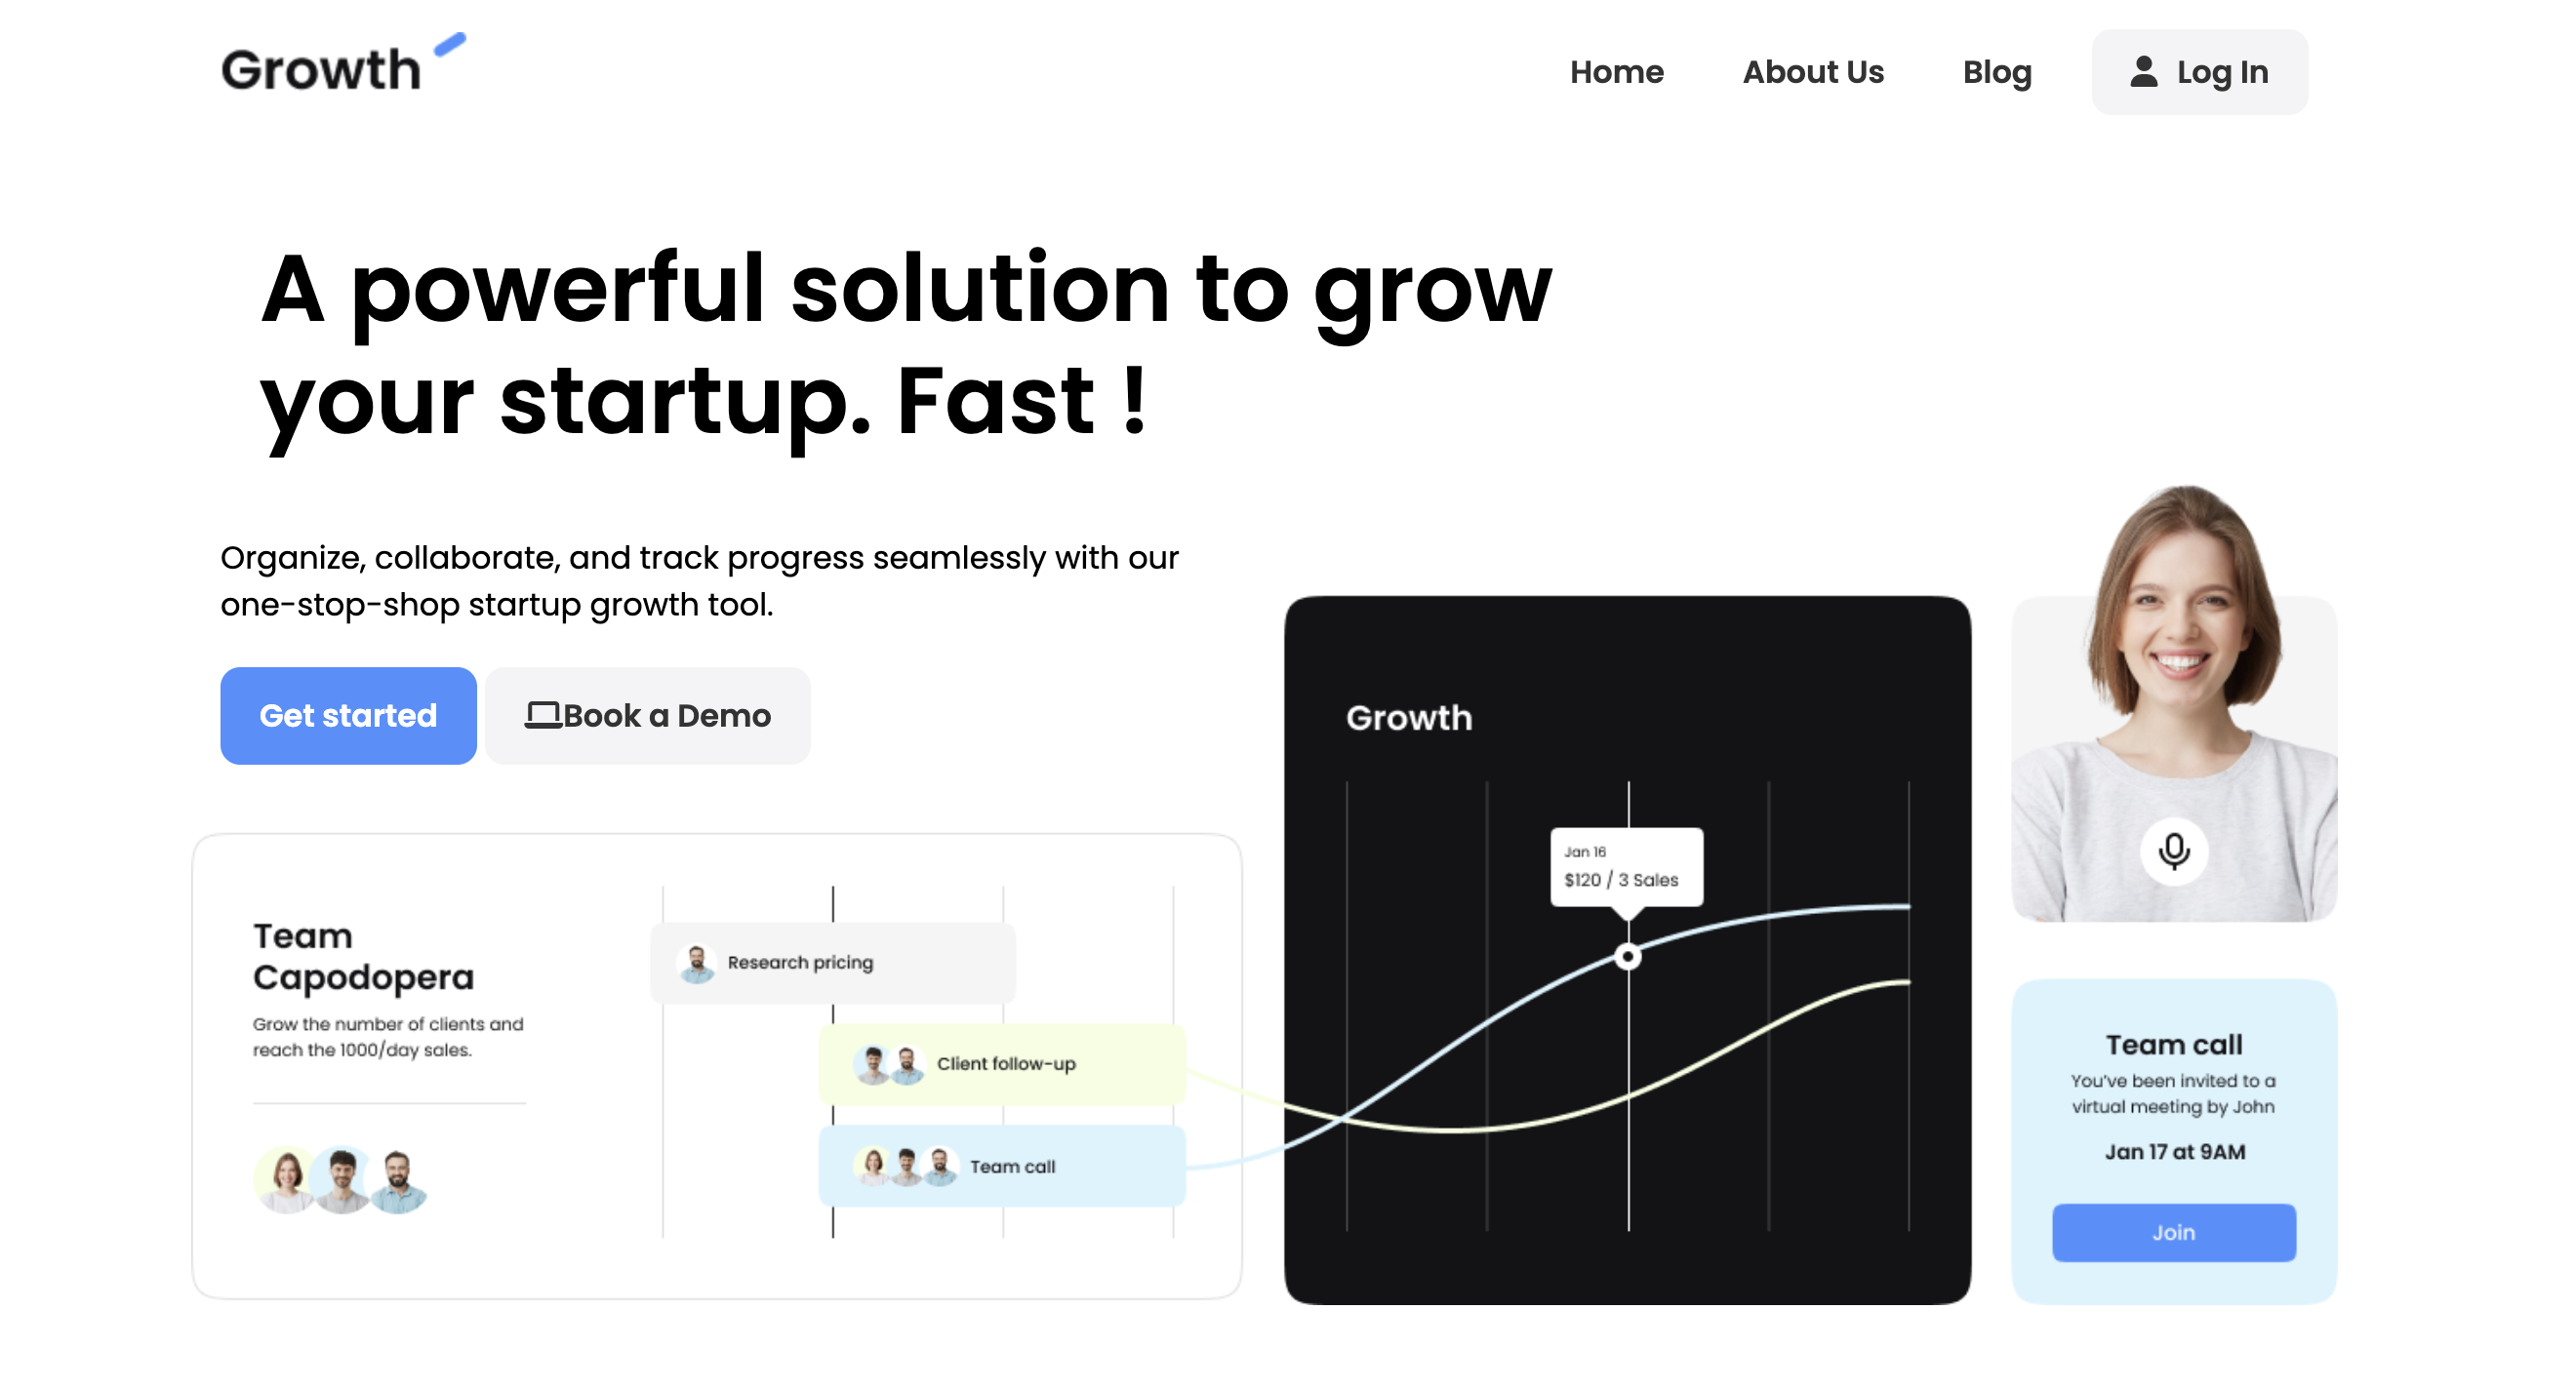 Growth
Home
About Us
Blog
Log In
A powerful solution to grow
your startup. Fast !
Organize, collaborate, and track progress seamlessly with our
one-stop-shop startup growth tool.
Get started
Book a Demo
Team
Capodopera
Grow the number of clients and
reach the 1000/day sales.
Research pricing
Client follow-up
Team call
Growth
Jan 16
$120 / 3 Sales
Team call
You've been invited to a
virtual meeting by John
Jan 17 at 9AM
Join